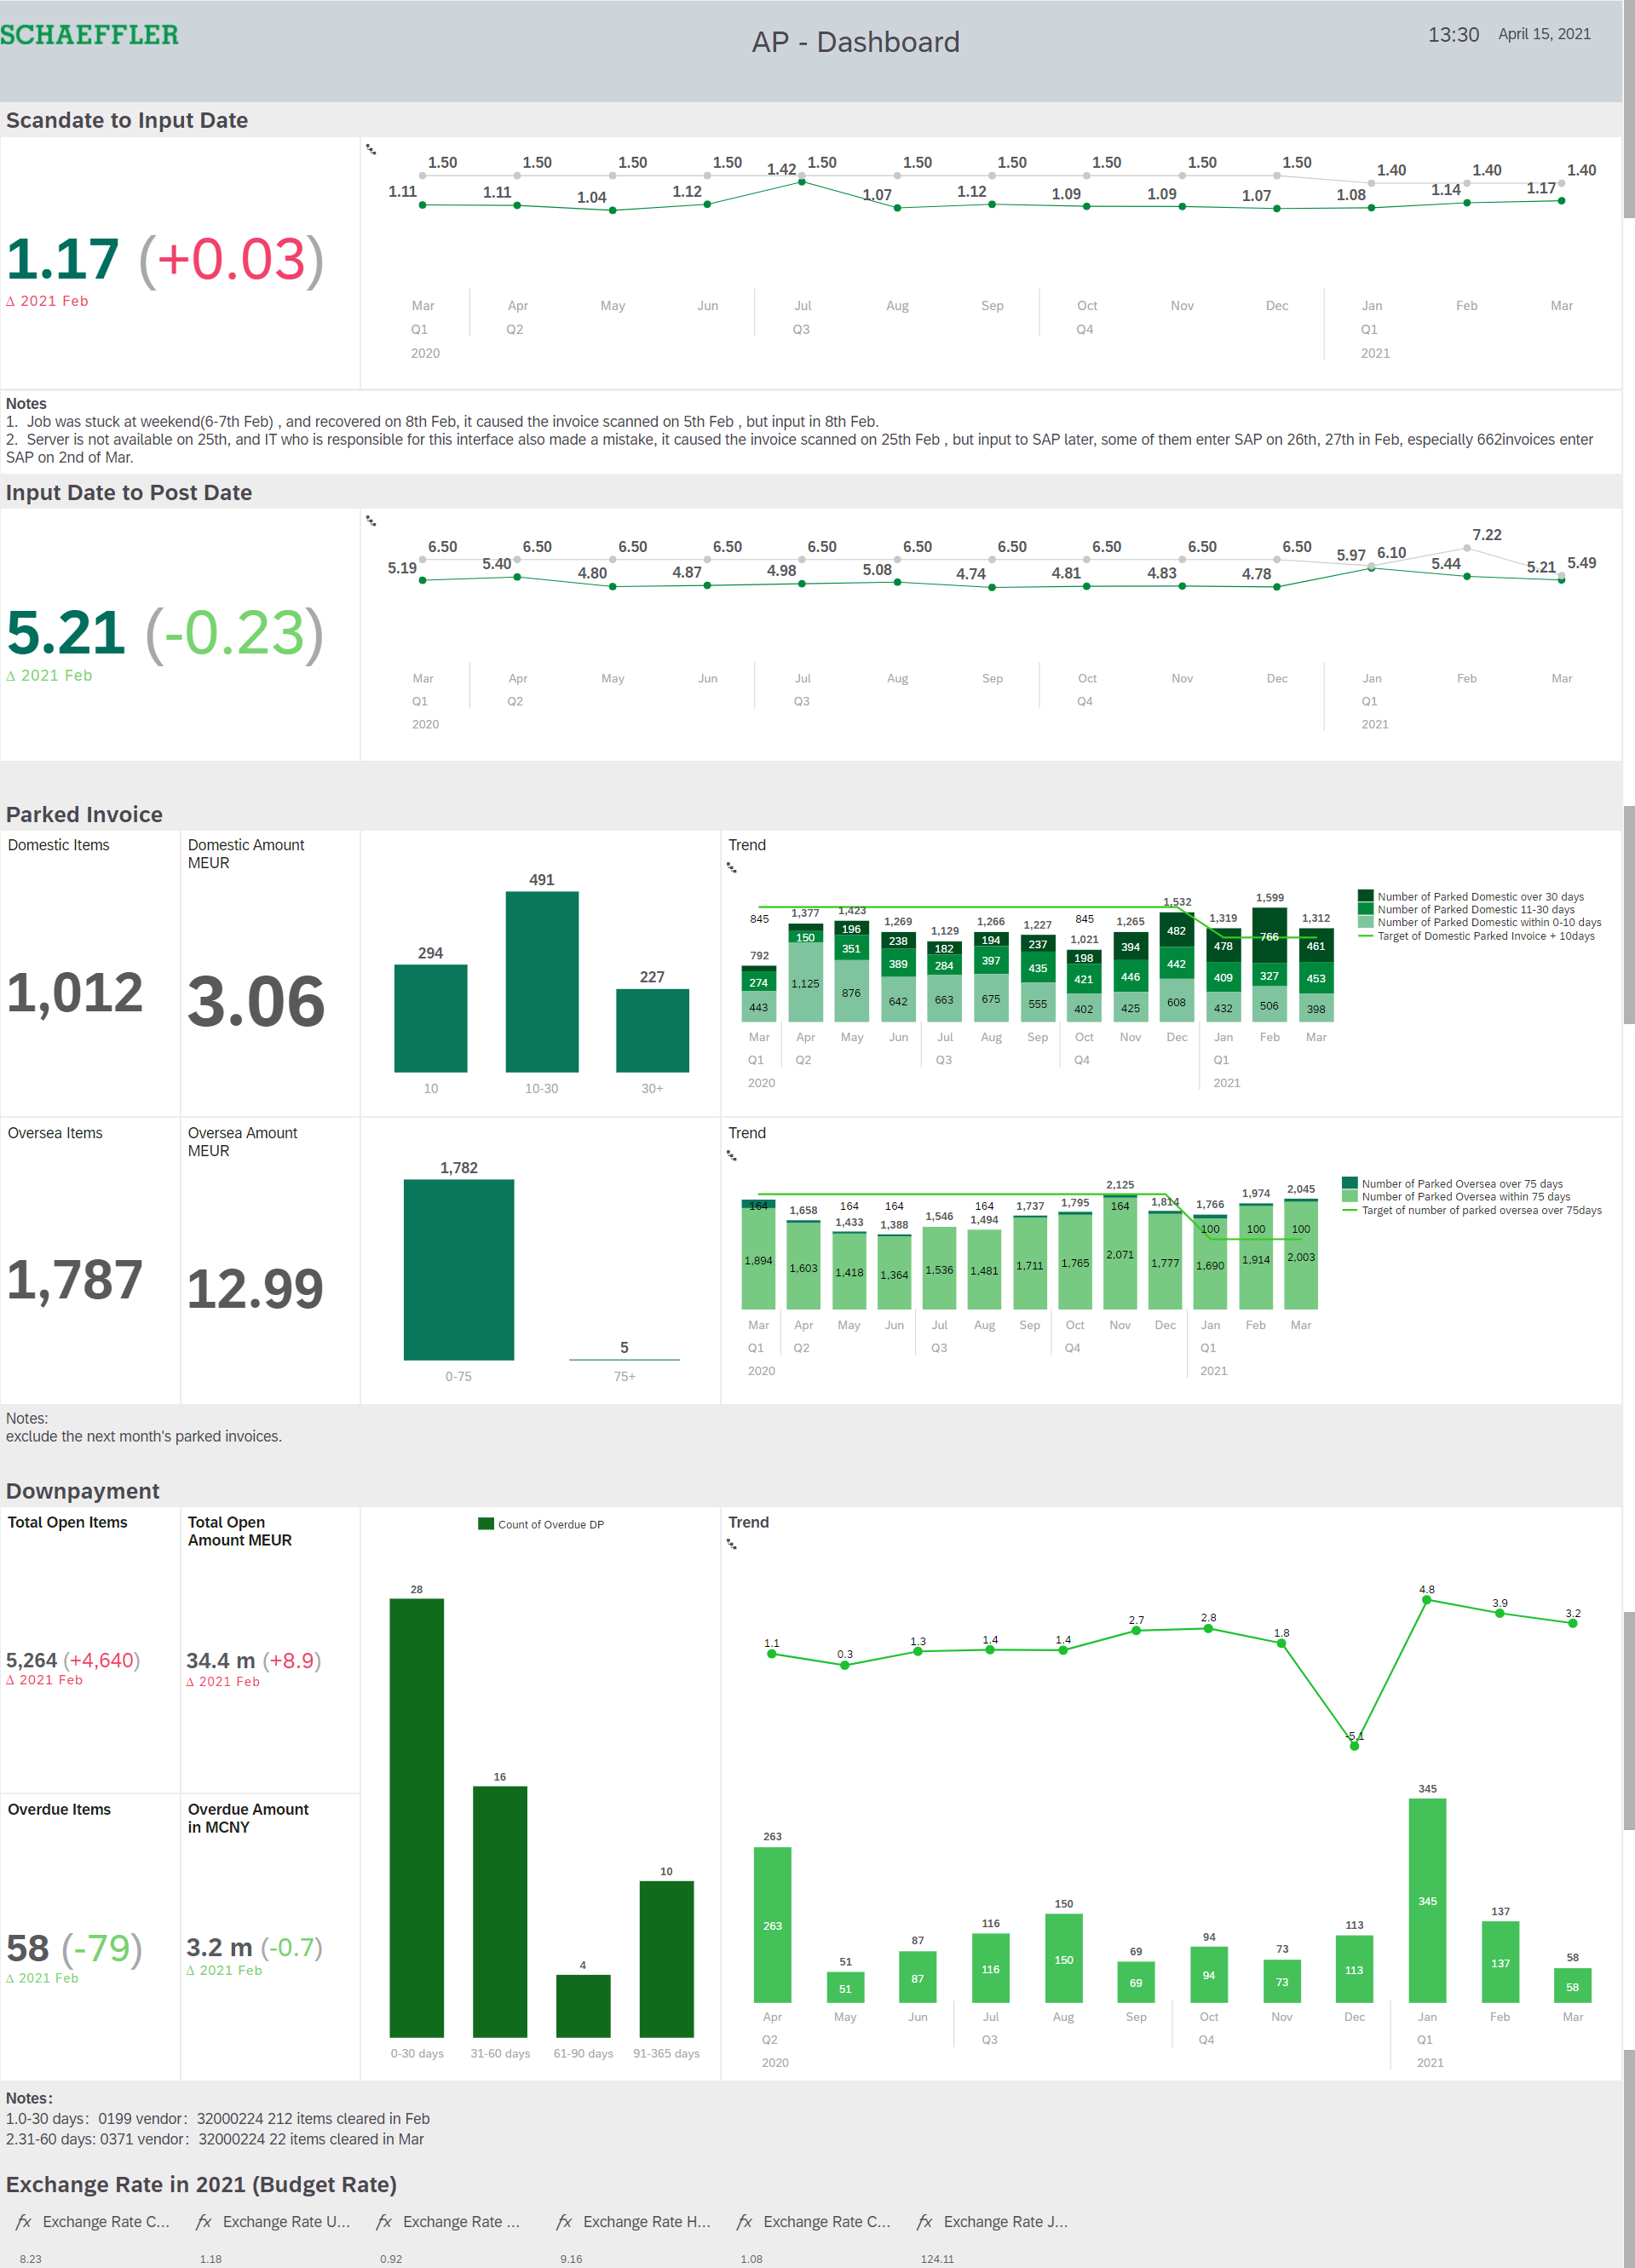 SCHAEFFLER
AP - Dashboard
13:30 April 15, 2021
Scandate to Input Date
1.17 (+0.03)
Δ 2021 Feb
1.50 1.50 1.50 1.50 1.50 1.50 1.50 1.50 1.50 1.50 1.40 1.40 1.40
1.11 1.11 1.04 1.12 1.42 1.07 1.12 1.09 1.09 1.07 1.08 1.14 1.17
Mar Apr May Jun Jul Aug Sep Oct Nov Dec Jan Feb Mar
Q1 Q2 Q3 Q4 Q1
2020 2021
Notes
1. Job was stuck at weekend(6-7th Feb) , and recovered on 8th Feb, it caused the invoice scanned on 5th Feb , but input in 8th Feb.
2. Server is not available on 25th, and IT who is responsible for this interface also made a mistake, it caused the invoice scanned on 25th Feb , but input to SAP later, some of them enter SAP on 26th, 27th in Feb, especially 662invoices enter
SAP on 2nd of Mar.
Input Date to Post Date
5.21 (-0.23)
Δ 2021 Feb
6.50 6.50 6.50 6.50 6.50 6.50 6.50 6.50 6.50 6.50 6.10 7.22 5.49
5.19 5.40 4.80 4.87 4.98 5.08 4.74 4.81 4.83 4.78 5.97 5.44 5.21
Mar Apr May Jun Jul Aug Sep Oct Nov Dec Jan Feb Mar
Q1 Q2 Q3 Q4 Q1
2020 2021
Parked Invoice
Domestic Items
1,012
Domestic Amount
MEUR
3.06
294 491 227
10 10-30 30+
Trend
Number of Parked Domestic over 30 days
Number of Parked Domestic 11-30 days
Number of Parked Domestic within 0-10 days
Target of Domestic Parked Invoice + 10days
845 845
792 1,377 1,423 1,269 1,129 1,266 1,227 1,021 1,265 1,532 1,319 1,599 1,312
196 238 182 194 237 198 394 482 478 766 461
274 150 351 389 284 397 435 421 446 442 409 327 453
443 1,125 876 642 663 675 555 402 425 608 432 506 398
Mar Apr May Jun Jul Aug Sep Oct Nov Dec Jan Feb Mar
Q1 Q2 Q3 Q4 Q1
2020 2021
Oversea Items
1,787
Oversea Amount
MEUR
12.99
1,782 5
0-75 75+
Trend
Number of Parked Oversea over 75 days
Number of Parked Oversea within 75 days
Target of number of parked oversea over 75days
1,658 1,433 1,388 1,546 1,494 1,737 1,795 2,125 1,814 1,766 1,974 2,045
164 164 164 164 164 100 100 100
1,894 1,603 1,418 1,364 1,536 1,481 1,711 1,765 2,071 1,777 1,690 1,914 2,003
Mar Apr May Jun Jul Aug Sep Oct Nov Dec Jan Feb Mar
Q1 Q2 Q3 Q4 Q1
2020 2021
Notes:
exclude the next month's parked invoices.
Downpayment
Total Open Items
5,264 (+4,640)
Δ 2021 Feb
Total Open
Amount MEUR
34.4 m (+8.9)
Δ 2021 Feb
Overdue Items
58 (-79)
Δ 2021 Feb
Overdue Amount
in MCNY
3.2 m (-0.7)
Δ 2021 Feb
Count of Overdue DP
28 16 4 10
0-30 days 31-60 days 61-90 days 91-365 days
Trend
1.1 0.3 1.3 1.4 1.4 2.7 2.8 1.8 -5.1 4.8 3.9 3.2
263 51 87 116 150 69 94 73 113 345 137 58
263 51 87 116 150 69 94 73 113 345 137 58
Apr May Jun Jul Aug Sep Oct Nov Dec Jan Feb Mar
Q2 Q3 Q4 Q1
2020 2021
Notes：
1.0-30 days：0199 vendor：32000224 212 items cleared in Feb
2.31-60 days: 0371 vendor：32000224 22 items cleared in Mar
Exchange Rate in 2021 (Budget Rate)
fx Exchange Rate C... fx Exchange Rate U... fx Exchange Rate ... fx Exchange Rate H... fx Exchange Rate C... fx Exchange Rate J...
8.23 1.18 0.92 9.16 1.08 124.11